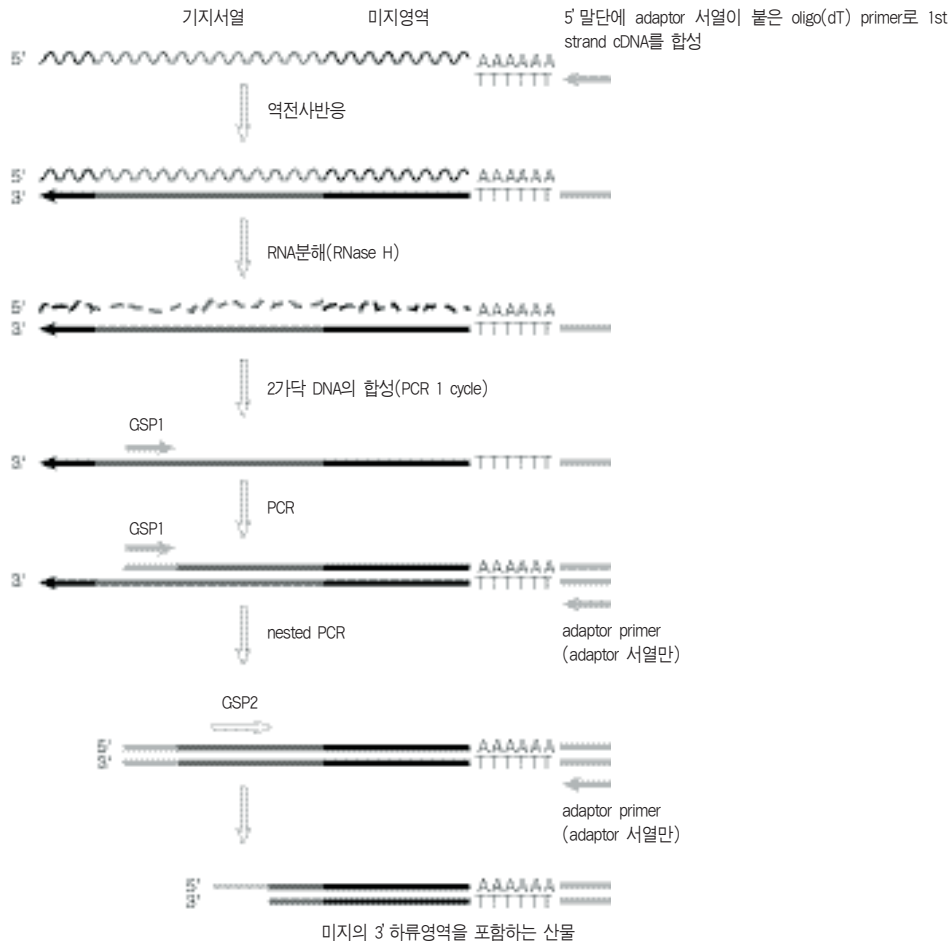 기지서열 미지영역 5' 말단에 adaptor 서열이 붙은 oligo(dT) primer로 1st
strand cDNA를 합성
5' AAAAAA
TTTTTT
역전사반응
5' AAAAAA
3' TTTTTT
RNA분해(RNase H)
5' AAAAAA
3' TTTTTT
2가닥 DNA의 합성(PCR 1 cycle)
GSP1
3' TTTTTT
PCR
GSP1
AAAAAA
3' TTTTTT
nested PCR
adaptor primer
(adaptor 서열만)
GSP2
5' AAAAAA
3' TTTTTT
adaptor primer
(adaptor 서열만)
5' AAAAAA
3' TTTTTT
미지의 3' 하류영역을 포함하는 산물